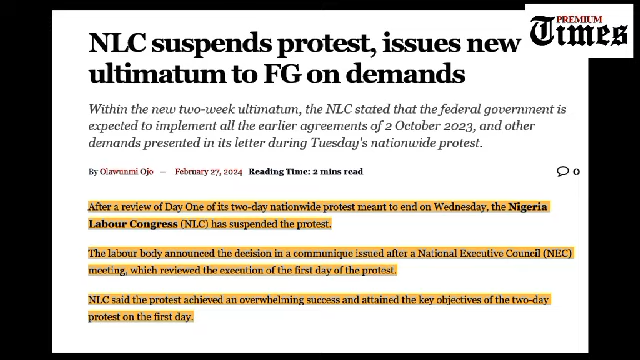 PREMIUM
Times
NLC suspends protest, issues new
ultimatum to FG on demands
Within the new two-week ultimatum, the NLC stated that the federal government is
expected to implement all the earlier agreements of 2 October 2023, and other
demands presented in its letter during Tuesday's nationwide protest.
By Olawunmi Ojo — February 27, 2024 Reading Time: 2 mins read 0
After a review of Day One of its two-day nationwide protest meant to end on Wednesday, the Nigeria
Labour Congress (NLC) has suspended the protest.
The labour body announced the decision in a communique issued after a National Executive Council (NEC)
meeting, which reviewed the execution of the first day of the protest.
NLC said the protest achieved an overwhelming success and attained the key objectives of the two-day
protest on the first day.